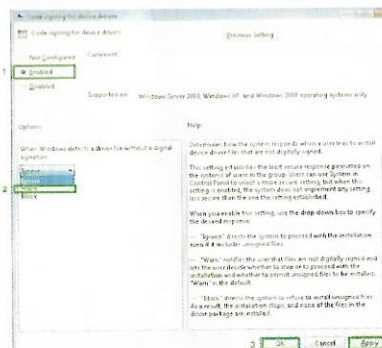 Code signing for device drivers
Code signing for device drivers
Previous Setting
Not Configured
Comment:
1
Enabled
Disabled
Supported on:
Windows Server 2003, Windows XP, and Windows 2000 operating systems only
Options:
Help:
When Windows detects a driver file without a digital
signature:
Ignore
Ignore
2
Warn
Block
Determines how the system responds when a user tries to install
device driver files that are not digitally signed.
This setting establishes the least secure response permitted on
the systems of users in the group. Users can use System in
Control Panel to select a more secure setting, but when this
setting is enabled, the system does not implement any setting
less secure than the one the setting established.
When you enable this setting, use the drop-down box to specify
the desired response.
-- "Ignore" directs the system to proceed with the installation
even if it includes unsigned files.
-- "Warn" notifies the user that files are not digitally signed and
lets the user decide whether to stop or to proceed with the
installation and whether to permit unsigned files to be installed.
"Warn" is the default.
-- "Block" directs the system to refuse to install unsigned files.
As a result, the installation stops, and none of the files in the
driver package are installed.
3
OK
Cancel
Apply